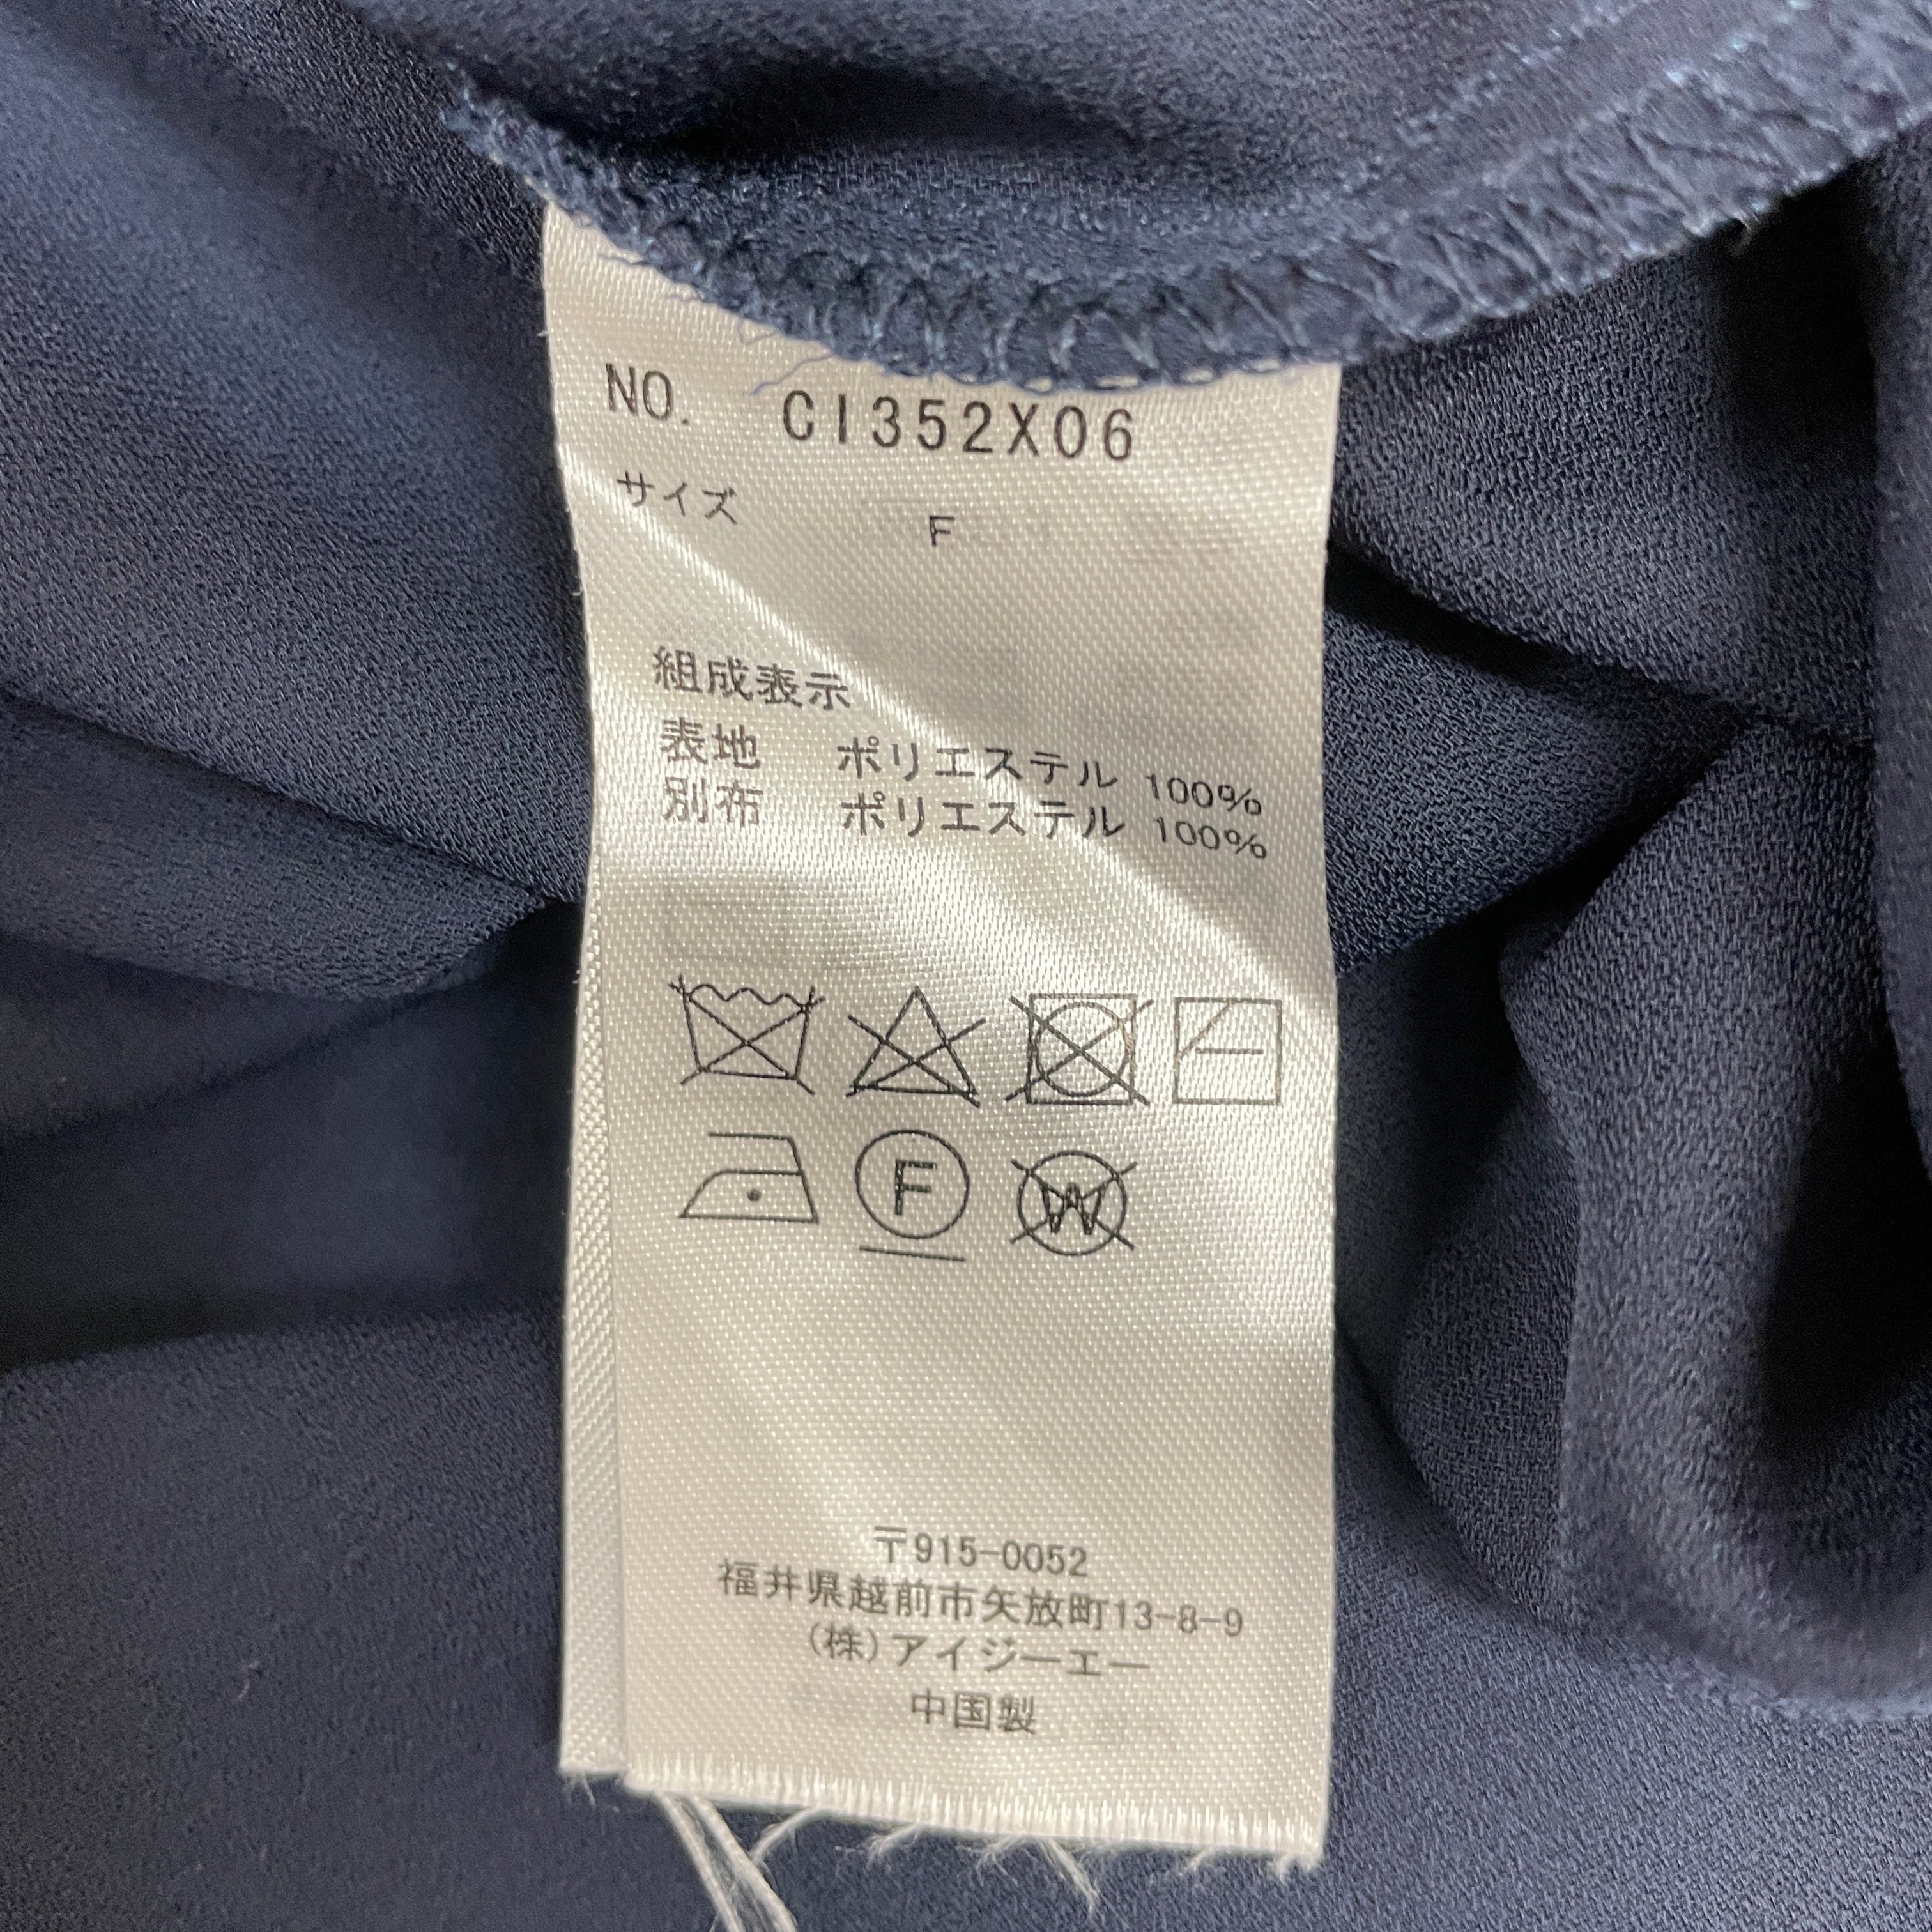 NO. CI352X06
サイズ F
組成表示
表地 ポリエステル 100%
別布 ポリエステル 100%
F W
〒915-0052
福井県越前市矢放町13-8-9
(株)アイジーエー
中国製